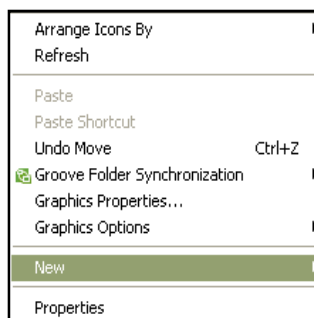 Arrange Icons By
Refresh
Paste
Paste Shortcut
Undo Move Ctrl+Z
Groove Folder Synchronization
Graphics Properties...
Graphics Options
New
Properties